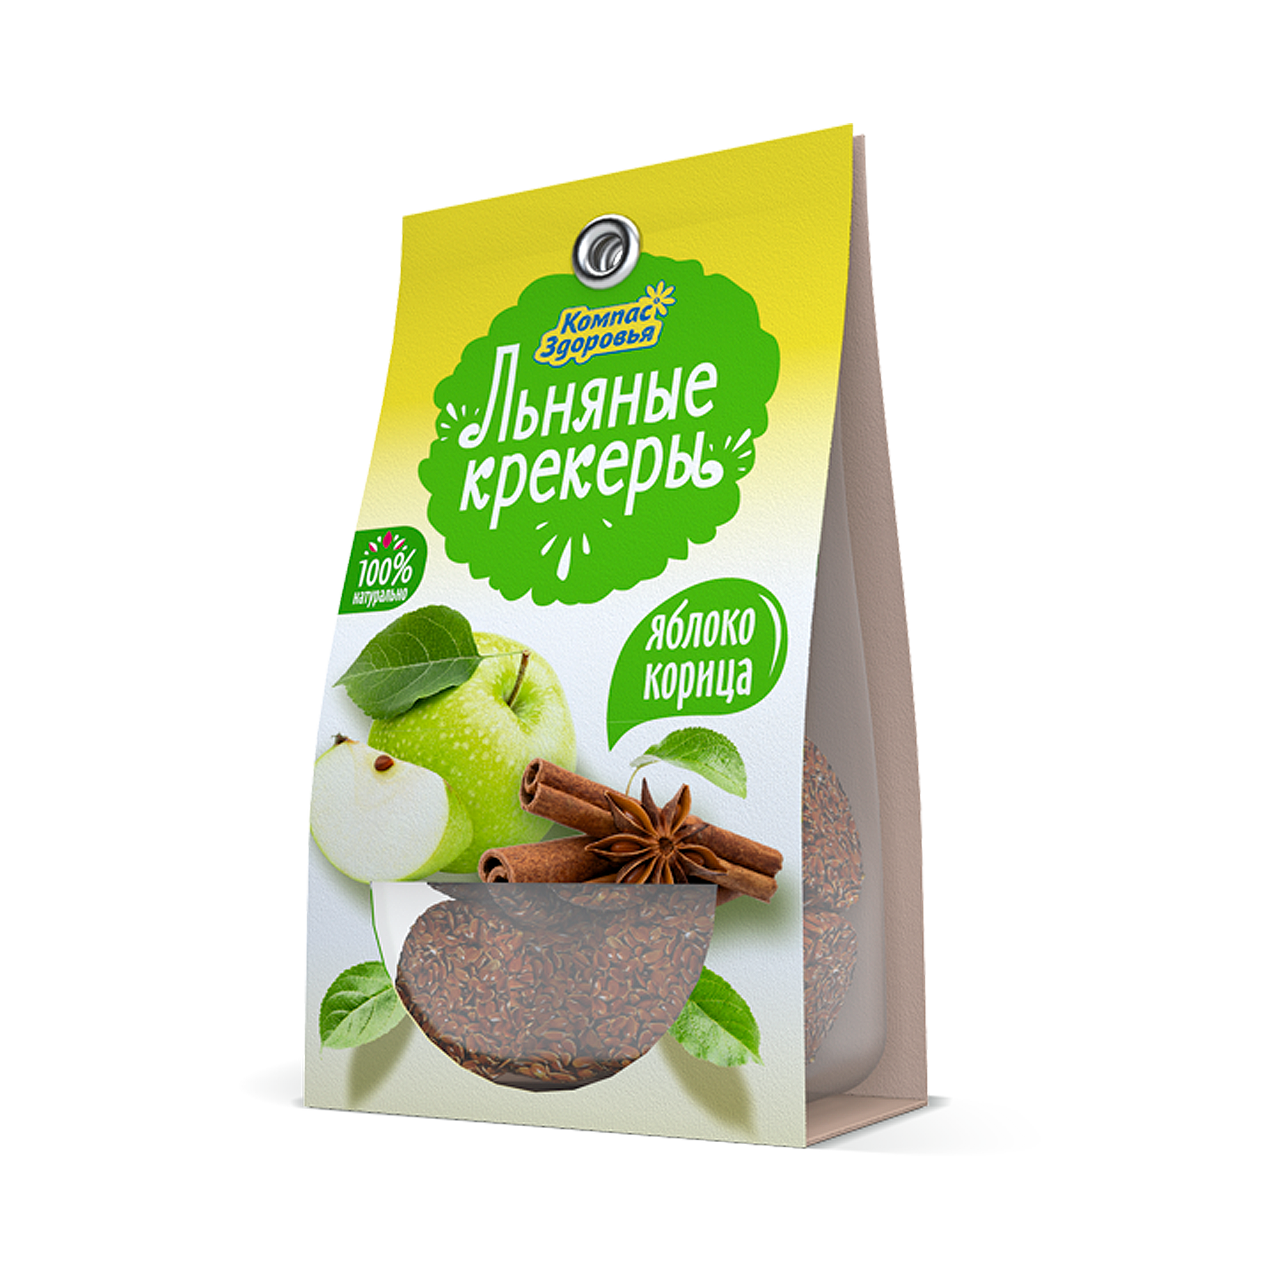 Компас
Здоровья
Льняные
крекеры
100%
натурально
яблоко
корица